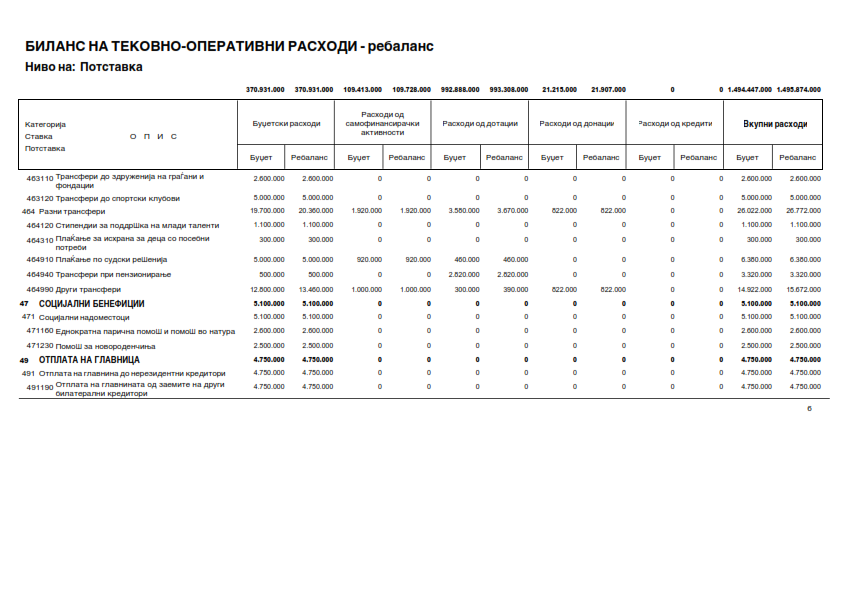 БИЛАНС НА ТЕКОВНО-ОПЕРАТИВНИ РАСХОДИ - ребаланс
Ниво на: Потставка
370.931.000 370.931.000 109.413.000 109.728.000 992.888.000 993.308.000 21.215.000 21.907.000 0 0 1.494.447.000 1.495.874.000
Категорија
Ставка О П И С
Потставка
Буџетски расходи Расходи од самофинансирачки активности Расходи од дотации Расходи од донации Расходи од кредити Вкупни расходи
Буџет Ребаланс Буџет Ребаланс Буџет Ребаланс Буџет Ребаланс Буџет Ребаланс Буџет Ребаланс
463110 Трансфери до здруженија на граѓани и фондации 2.600.000 2.600.000 0 0 0 0 0 0 0 0 2.600.000 2.600.000
463120 Трансфери до спортски клубови 5.000.000 5.000.000 0 0 0 0 0 0 0 0 5.000.000 5.000.000
464 Разни трансфери 19.700.000 20.360.000 1.920.000 1.920.000 3.580.000 3.670.000 822.000 822.000 0 0 26.022.000 26.772.000
464120 Стипендии за поддрШка на млади таленти 1.100.000 1.100.000 0 0 0 0 0 0 0 0 1.100.000 1.100.000
464310 ПлаЌање за исхрана за деца со посебни потреби 300.000 300.000 0 0 0 0 0 0 0 0 300.000 300.000
464910 ПлаЌање по судски реШенија 5.000.000 5.000.000 920.000 920.000 460.000 460.000 0 0 0 0 6.380.000 6.380.000
464940 Трансфери при пензионирање 500.000 500.000 0 0 2.820.000 2.820.000 0 0 0 0 3.320.000 3.320.000
464990 Други трансфери 12.800.000 13.460.000 1.000.000 1.000.000 300.000 390.000 822.000 822.000 0 0 14.922.000 15.672.000
47 СОЦИЈАЛНИ БЕНЕФИЦИИ 5.100.000 5.100.000 0 0 0 0 0 0 0 0 5.100.000 5.100.000
471 Социјални надоместоци 5.100.000 5.100.000 0 0 0 0 0 0 0 0 5.100.000 5.100.000
471160 Еднократна парична помоШ и помоШ во натура 2.600.000 2.600.000 0 0 0 0 0 0 0 0 2.600.000 2.600.000
471230 ПомоШ за новороденчиња 2.500.000 2.500.000 0 0 0 0 0 0 0 0 2.500.000 2.500.000
49 ОТПЛАТА НА ГЛАВНИЦА 4.750.000 4.750.000 0 0 0 0 0 0 0 0 4.750.000 4.750.000
491 Отплата на главнина до нерезидентни кредитори 4.750.000 4.750.000 0 0 0 0 0 0 0 0 4.750.000 4.750.000
491190 Отплата на главнината од заемите на други билатерални кредитори 4.750.000 4.750.000 0 0 0 0 0 0 0 0 4.750.000 4.750.000
6